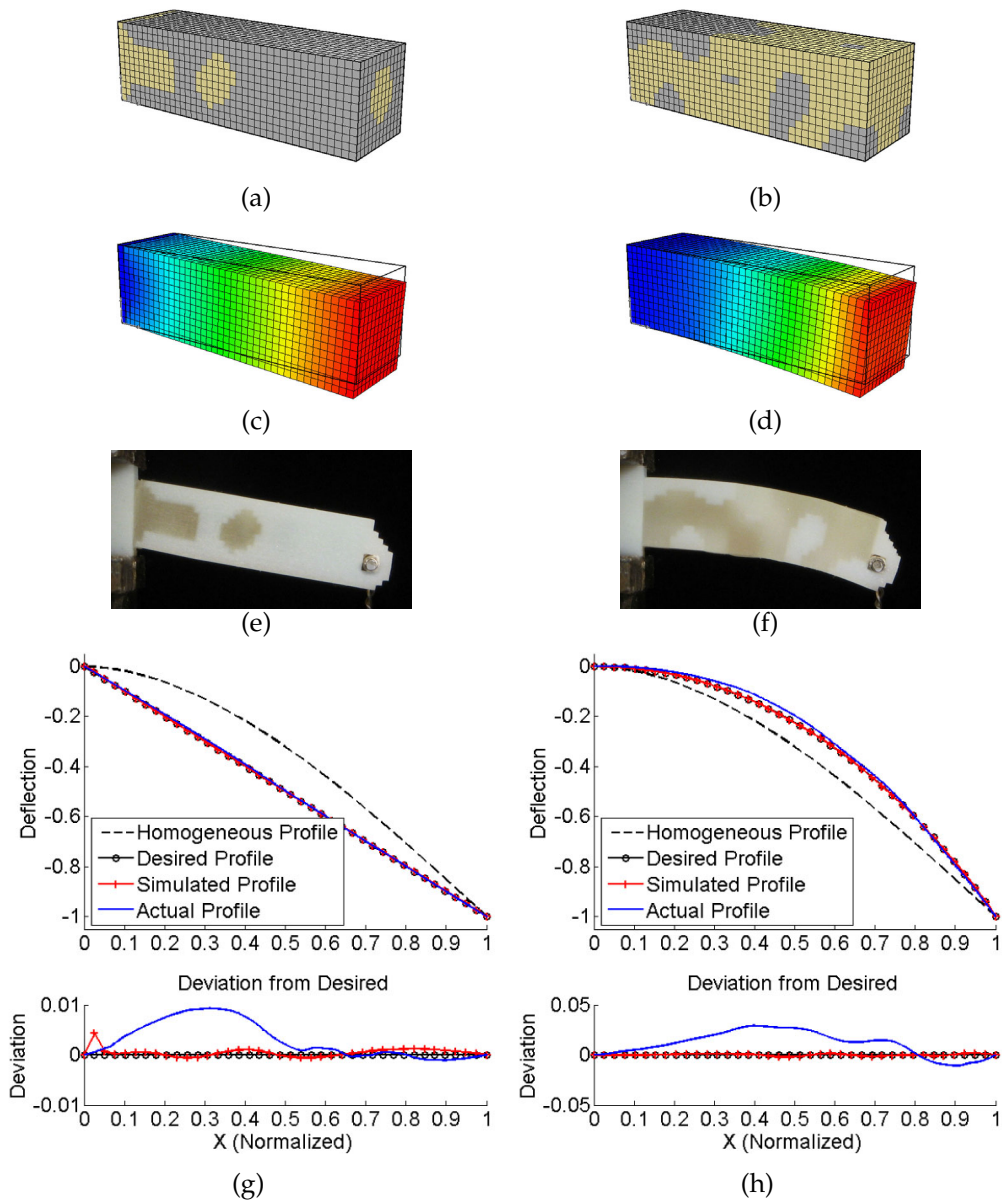 (a)
(b)
(c)
(d)
(e)
(f)
0
-0.2
-0.4
-0.6
-0.8
-1
Deflection
Homogeneous Profile
Desired Profile
Simulated Profile
Actual Profile
0 0.1 0.2 0.3 0.4 0.5 0.6 0.7 0.8 0.9 1
Deviation from Desired
0.01
0
-0.01
Deviation
0 0.1 0.2 0.3 0.4 0.5 0.6 0.7 0.8 0.9 1
X (Normalized)
(g)
0
-0.2
-0.4
-0.6
-0.8
-1
Deflection
Homogeneous Profile
Desired Profile
Simulated Profile
Actual Profile
0 0.1 0.2 0.3 0.4 0.5 0.6 0.7 0.8 0.9 1
Deviation from Desired
0.05
0
-0.05
Deviation
0 0.1 0.2 0.3 0.4 0.5 0.6 0.7 0.8 0.9 1
X (Normalized)
(h)